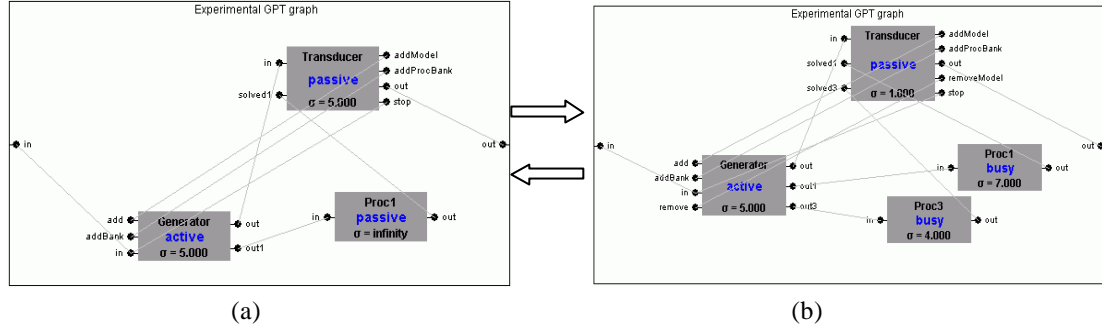 Experimental GPT graph
Transducer
in
addModel
addProcBank
passive
out
solved1
stop
σ = 5.000
in
out
Proc1
add
Generator
in
passive
out
out
addBank
active
σ = infinity
out1
in
σ = 5.000
(a)
Experimental GPT graph
in
Transducer
addModel
addProcBank
solved1
passive
out
removeModel
solved3
σ = 1.000
stop
in
out
Proc1
add
Generator
out
in
busy
out
addBank
σ = 7.000
in
active
out1
Proc3
remove
σ = 5.000
out3
in
busy
out
σ = 4.000
(b)